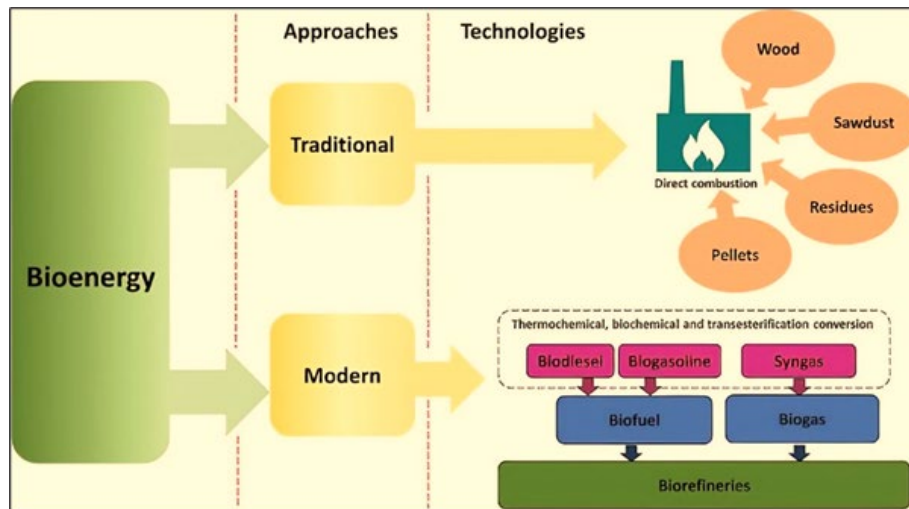 Approaches
Technologies
Bioenergy
Traditional
Modern
Wood
Sawdust
Residues
Pellets
Direct combustion
Thermochemical, biochemical and transesterification conversion
Biodiesel
Biogasoline
Syngas
Biofuel
Biogas
Biorefineries